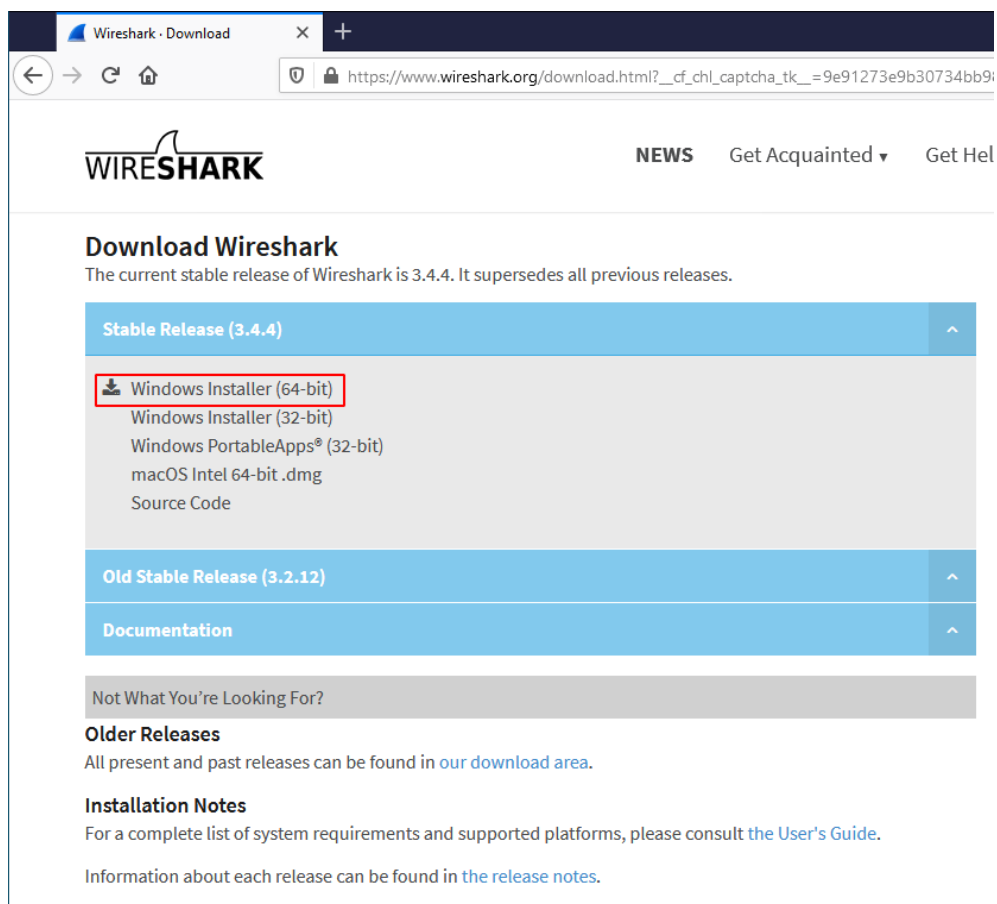 Wireshark · Download
https://www.wireshark.org/download.html?__cf_chl_captcha_tk__=9e91273e9b30734bb9
WIRESHARK
NEWS Get Acquainted ▾ Get Hel
Download Wireshark
The current stable release of Wireshark is 3.4.4. It supersedes all previous releases.
Stable Release (3.4.4)
Windows Installer (64-bit)
Windows Installer (32-bit)
Windows PortableApps® (32-bit)
macOS Intel 64-bit .dmg
Source Code
Old Stable Release (3.2.12)
Documentation
Not What You’re Looking For?
Older Releases
All present and past releases can be found in our download area.
Installation Notes
For a complete list of system requirements and supported platforms, please consult the User's Guide.
Information about each release can be found in the release notes.